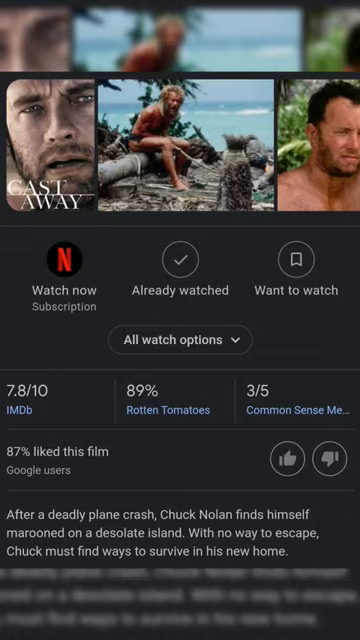 CAST
AWAY
N
Watch now
Subscription
Already watched
Want to watch
All watch options
7.8/10
IMDb
89%
Rotten Tomatoes
3/5
Common Sense Me...
87% liked this film
Google users
After a deadly plane crash, Chuck Nolan finds himself
marooned on a desolate island. With no way to escape,
Chuck must find ways to survive in his new home.